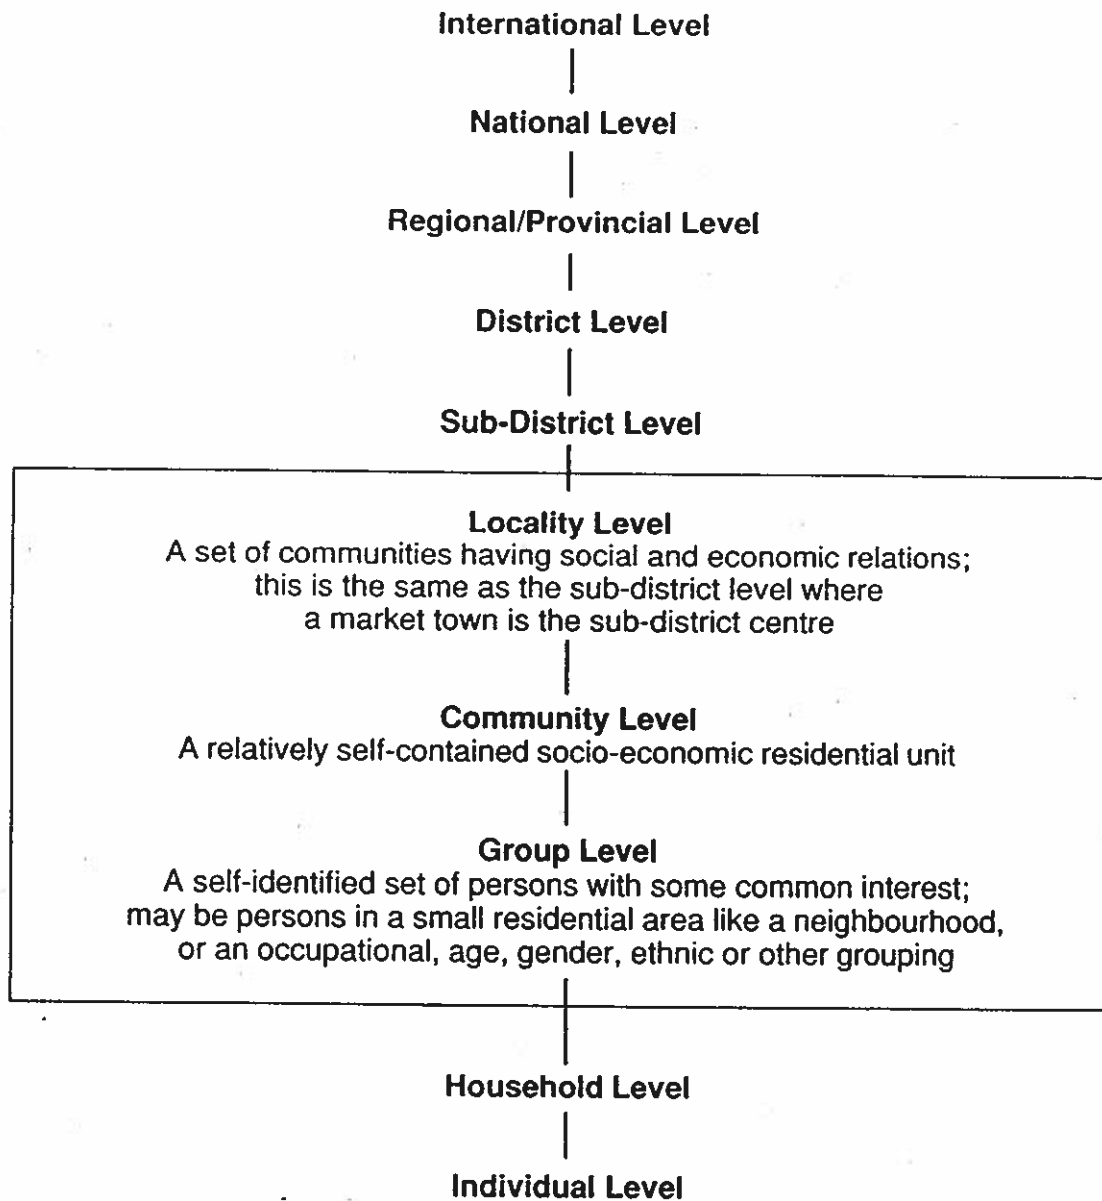 International Level
National Level
Regional/Provincial Level
District Level
Sub-District Level
Locality Level
A set of communities having social and economic relations;
this is the same as the sub-district level where
a market town is the sub-district centre
Community Level
A relatively self-contained socio-economic residential unit
Group Level
A self-identified set of persons with some common interest;
may be persons in a small residential area like a neighbourhood,
or an occupational, age, gender, ethnic or other grouping
Household Level
Individual Level